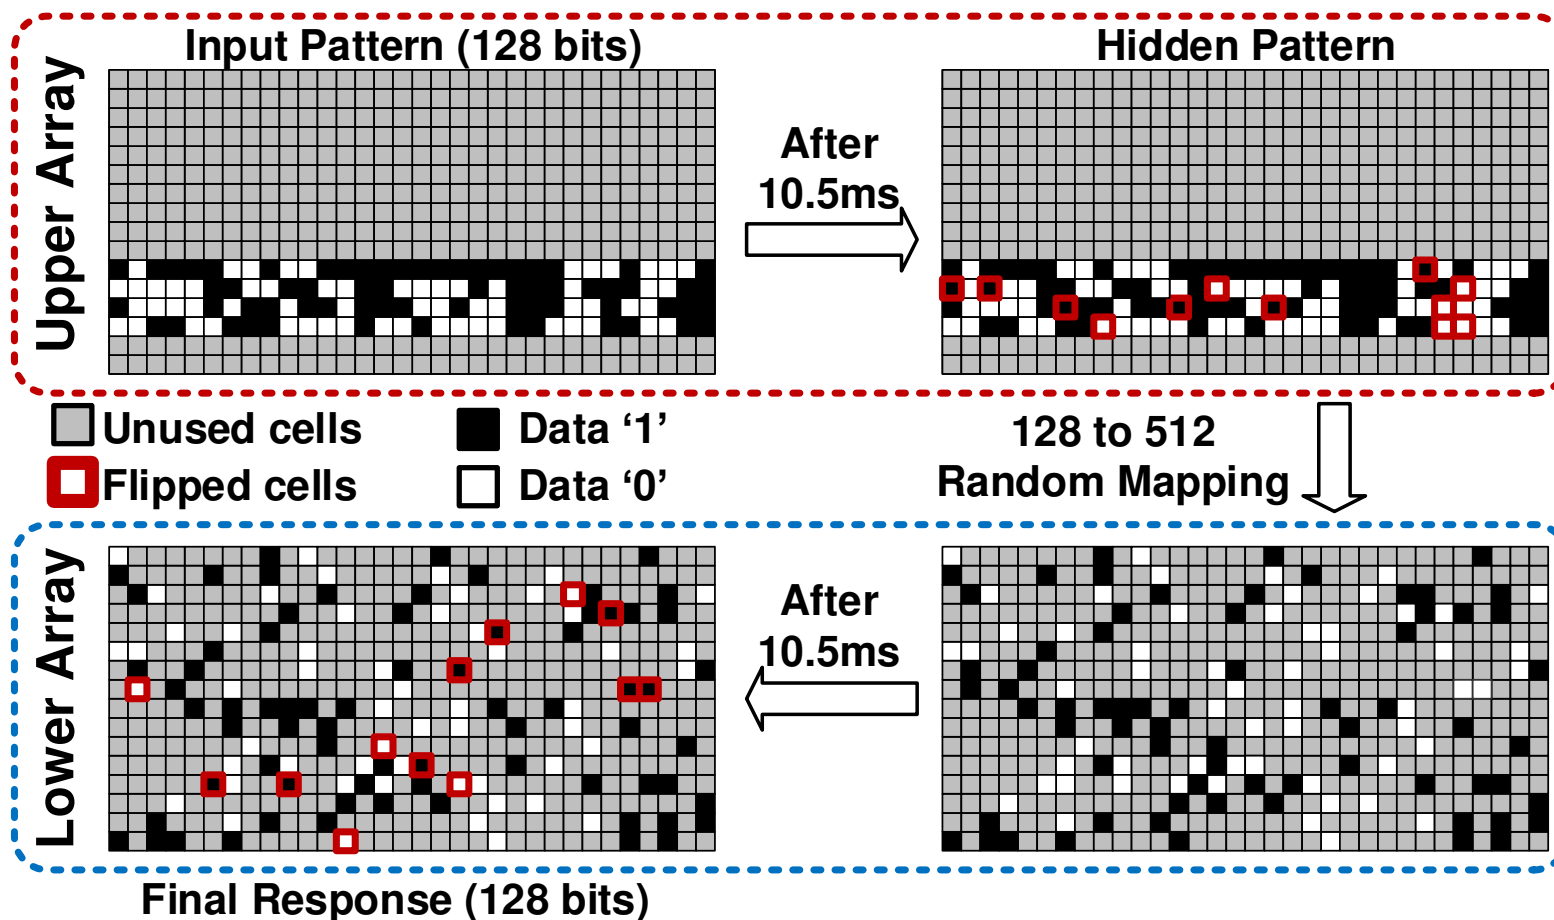 Input Pattern (128 bits)
Hidden Pattern
Upper Array
After
10.5ms
Unused cells
Data ‘1’
Flipped cells
Data ‘0’
128 to 512
Random Mapping
Lower Array
After
10.5ms
Final Response (128 bits)